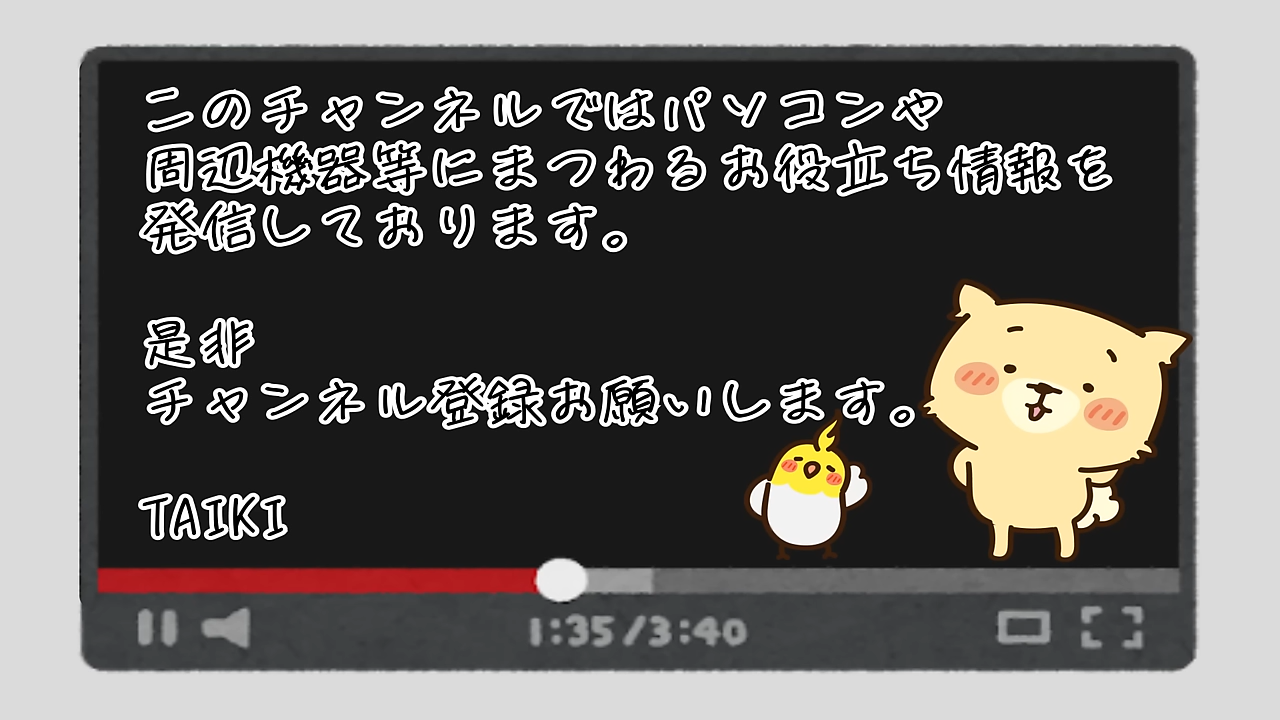 このチャンネルではパソコンや
周辺機器等にまつわるお役立ち情報を
発信しております。
是非
チャンネル登録お願いします。
TAIKI
1:35/3:40